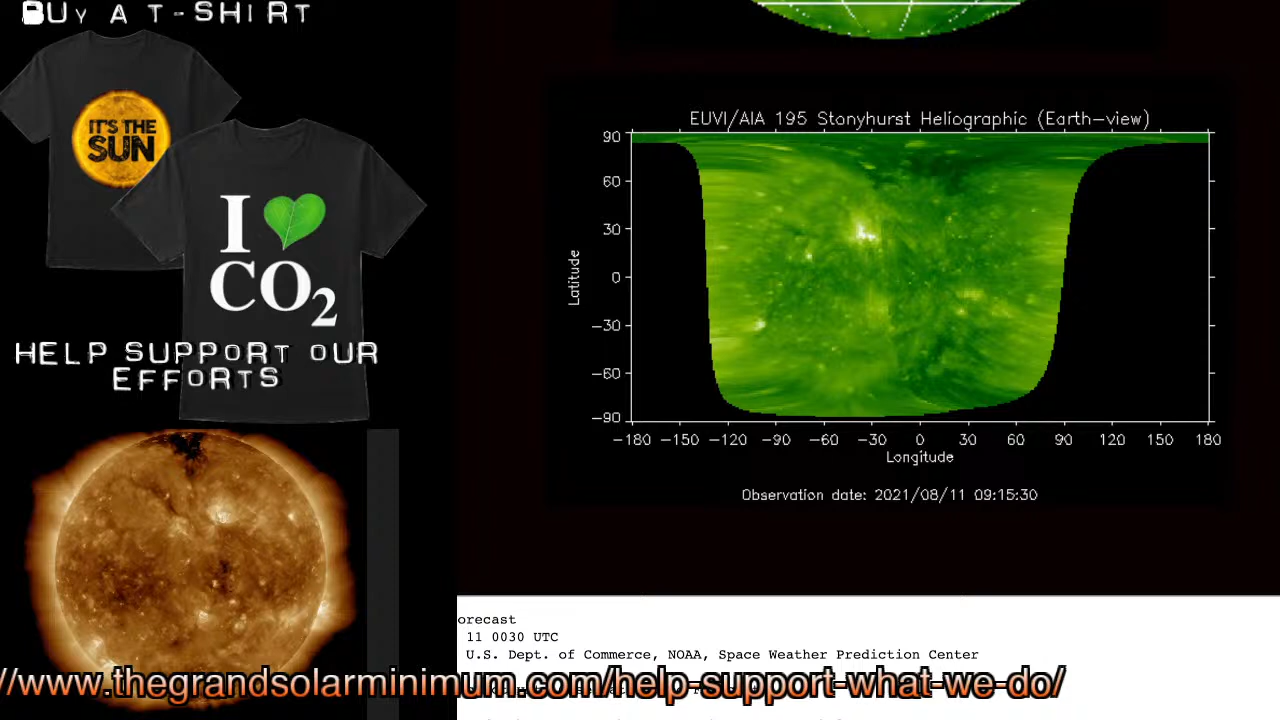 BUY A T-SHIRT
IT'S THE
SUN
I
CO2
HELP SUPPORT OUR
EFFORTS
EUVI/AIA 195 Stonyhurst Heliographic (Earth-view)
90
60
30
0
-30
-60
-90
Latitude
-180 -150 -120 -90 -60 -30 0 30 60 90 120 150 180
Longitude
Observation date: 2021/08/11 09:15:30
orecast
11 0030 UTC
U.S. Dept. of Commerce, NOAA, Space Weather Prediction Center
//www.thegrandsolarminimum.com/help-support-what-we-do/